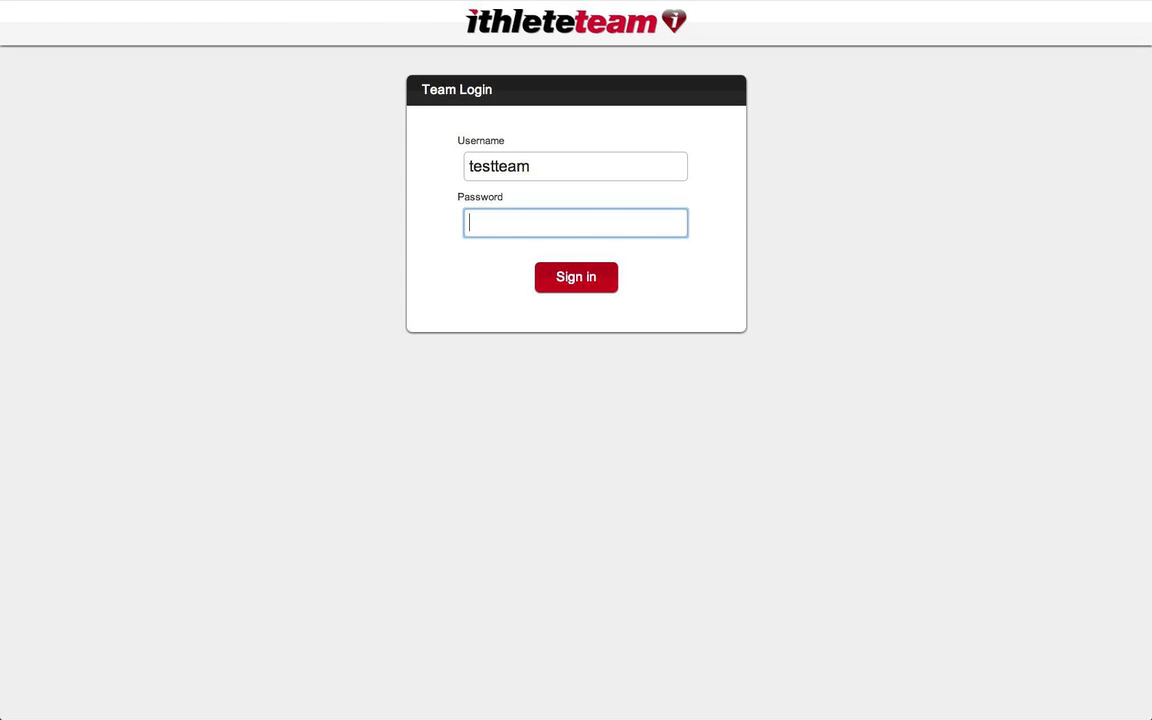 ithleteteam i
Team Login
Username
testteam
Password
Sign in